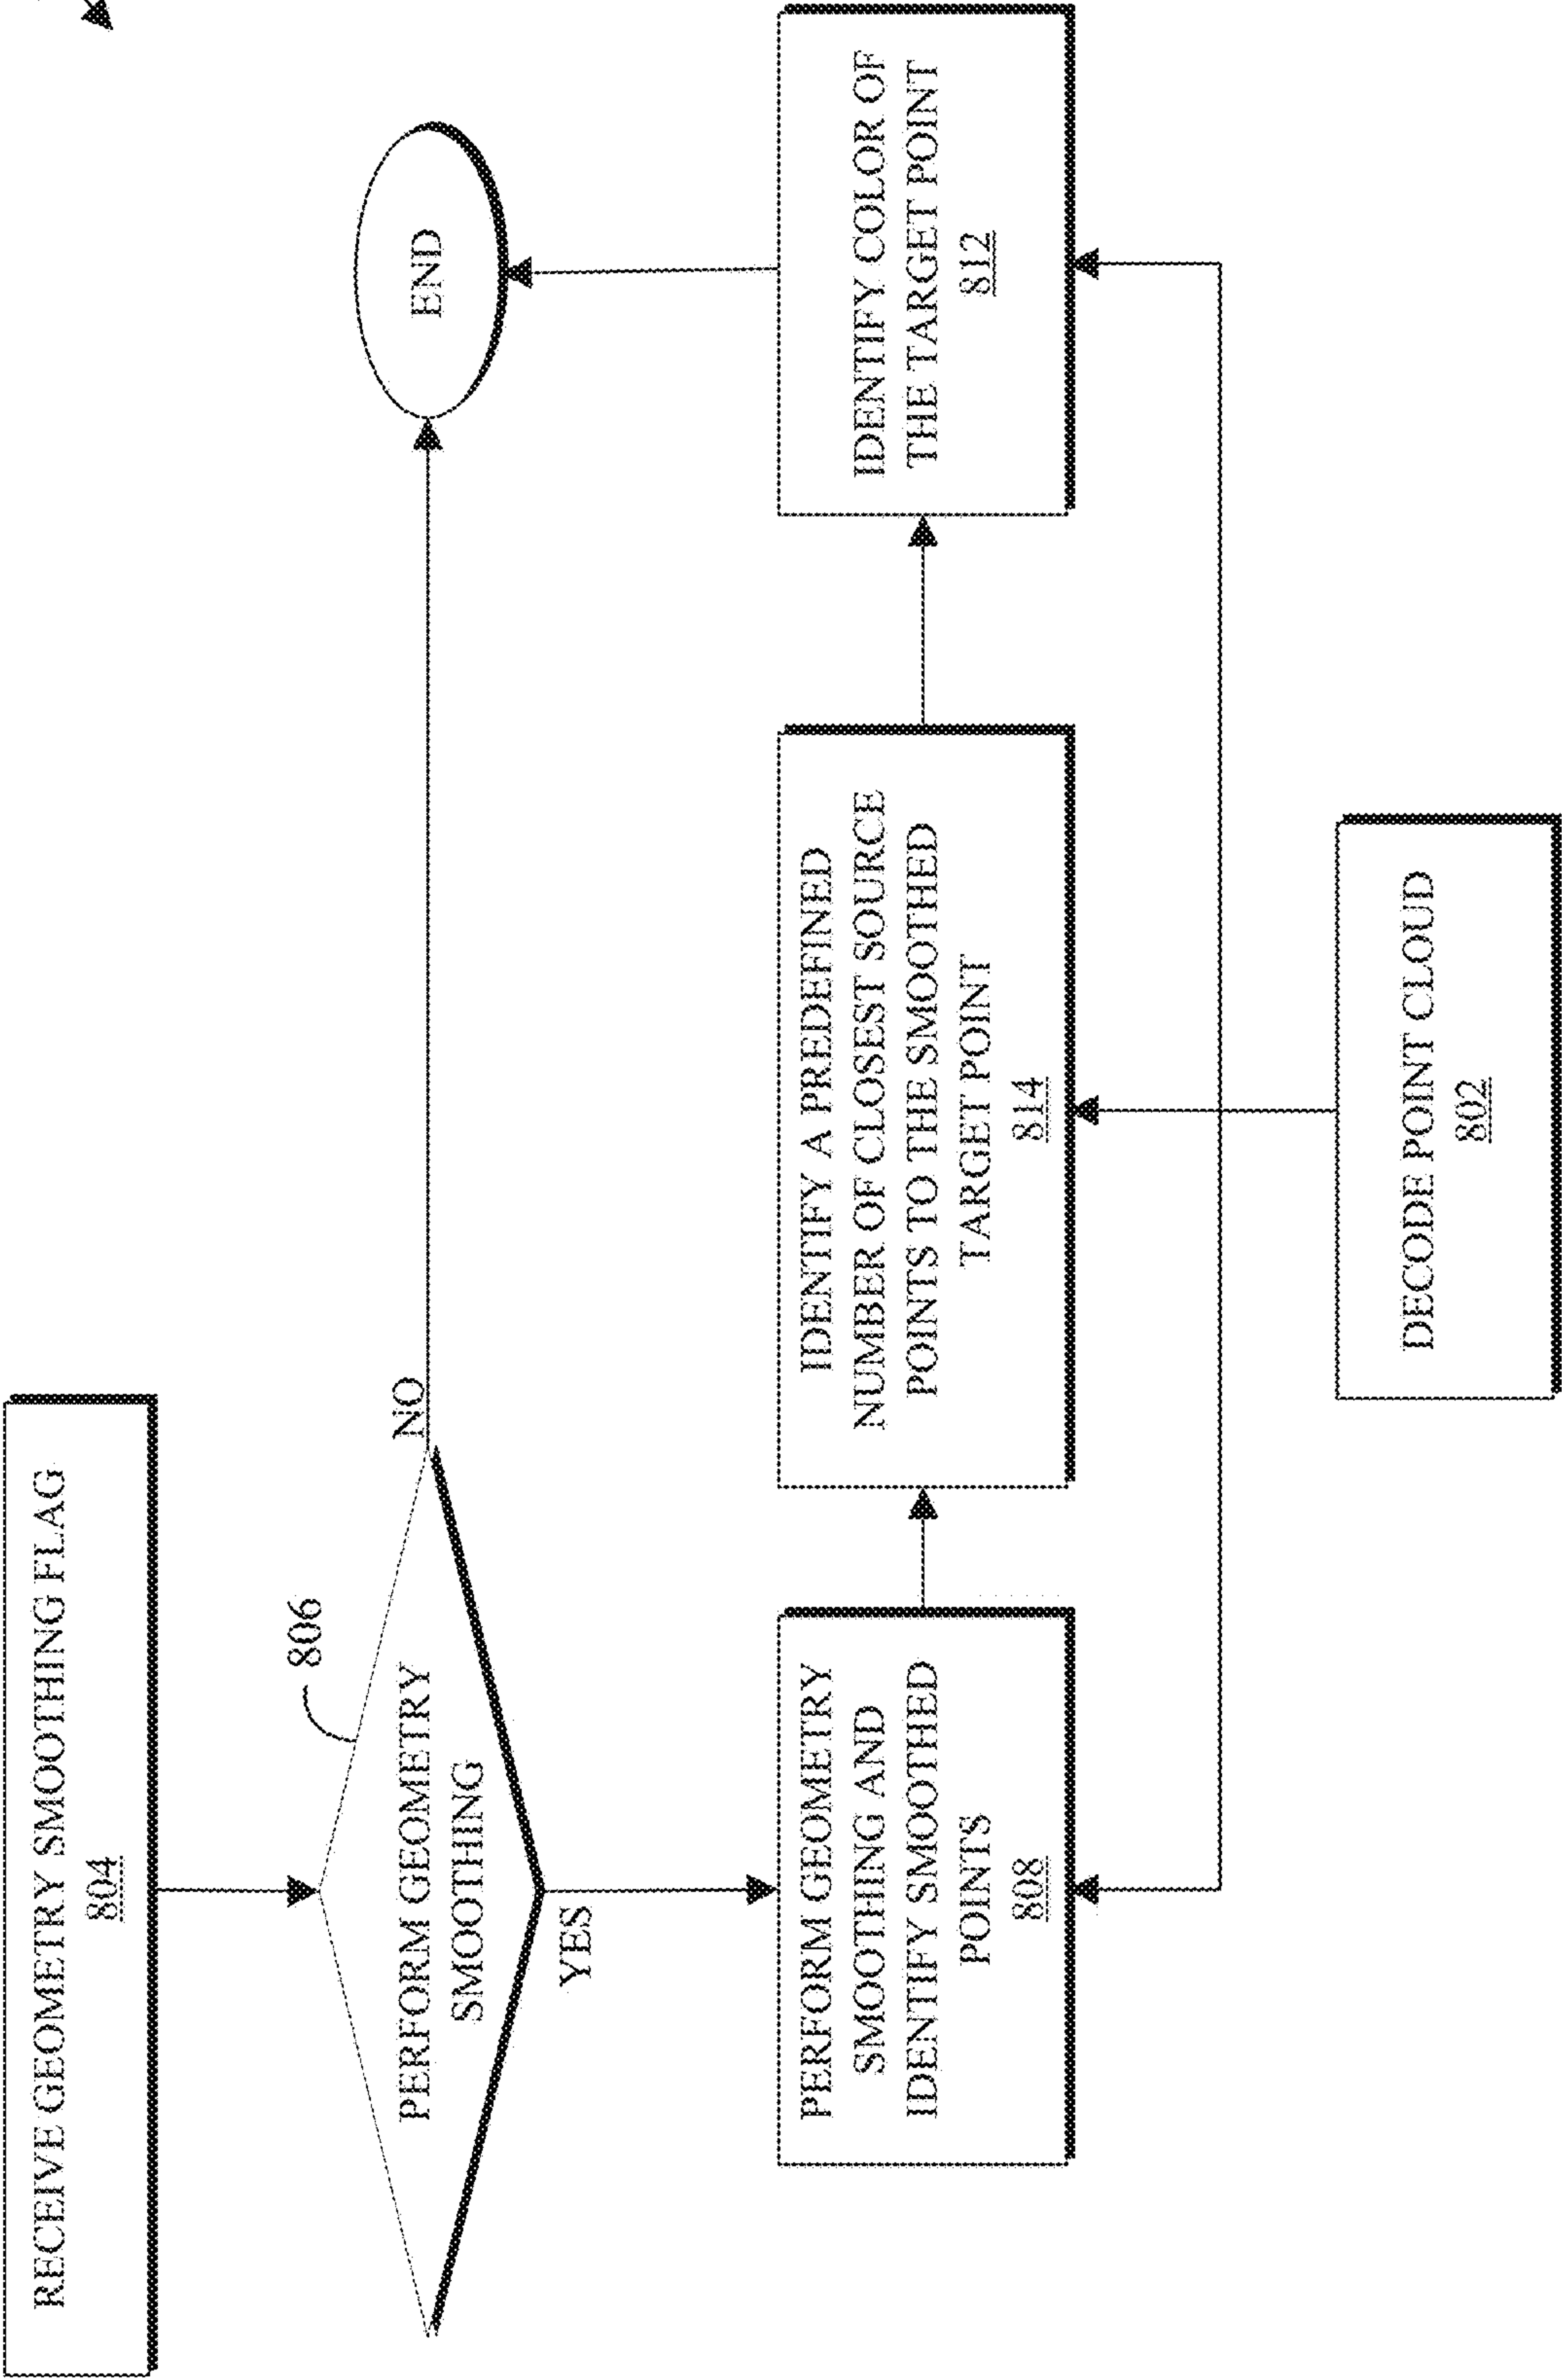 RECEIVE GEOMETRY SMOOTHING FLAG
804
806
PERFORM GEOMETRY
SMOOTHING
NO
END
YES
PERFORM GEOMETRY
SMOOTHING AND
IDENTIFY SMOOTHED
POINTS
808
IDENTIFY A PREDEFINED
NUMBER OF CLOSEST SOURCE
POINTS TO THE SMOOTHED
TARGET POINT
814
IDENTIFY COLOR OF
THE TARGET POINT
812
DECODE POINT CLOUD
802